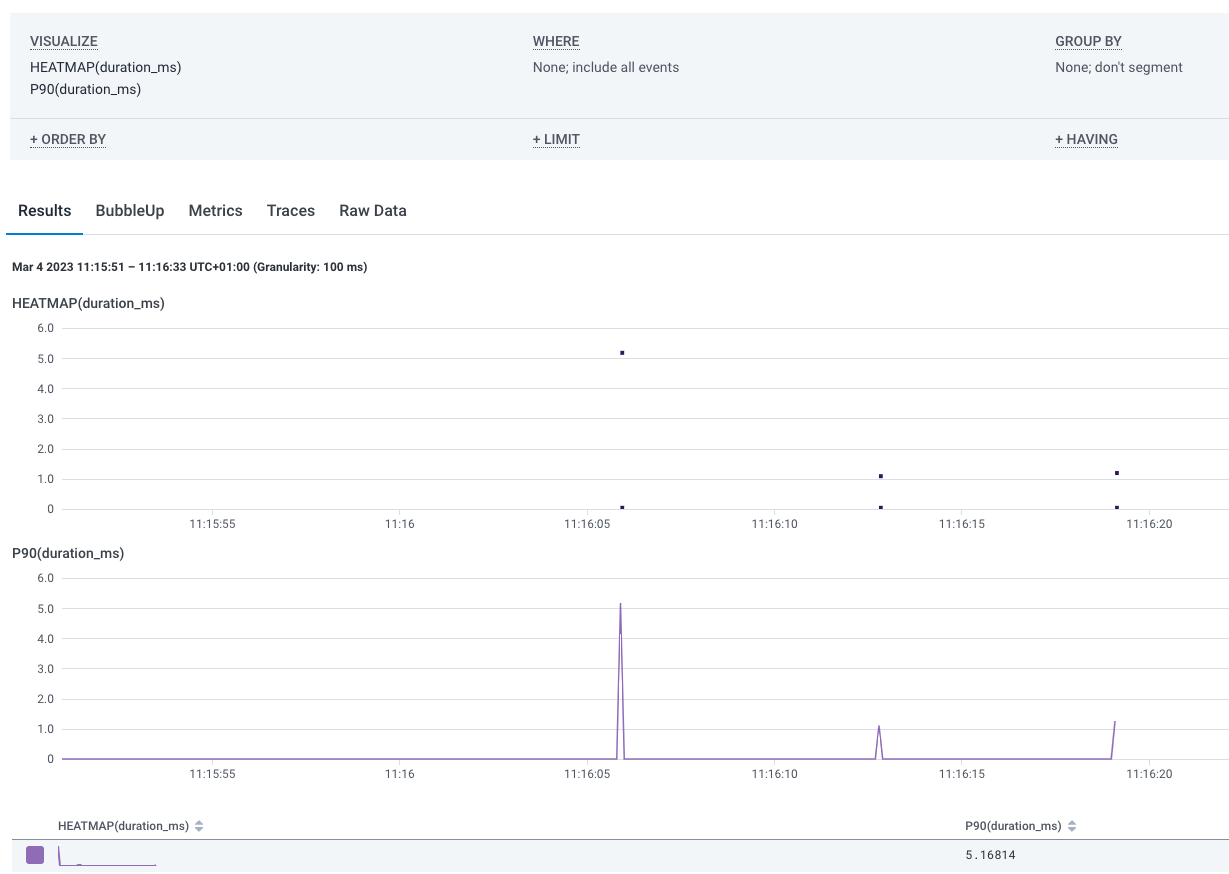 VISUALIZE WHERE GROUP BY
HEATMAP(duration_ms) None; include all events None; don't segment
P90(duration_ms)
+ ORDER BY + LIMIT + HAVING
Results BubbleUp Metrics Traces Raw Data
Mar 4 2023 11:15:51 – 11:16:33 UTC+01:00 (Granularity: 100 ms)
HEATMAP(duration_ms)
6.0
5.0
4.0
3.0
2.0
1.0
0
11:15:55 11:16 11:16:05 11:16:10 11:16:15 11:16:20
P90(duration_ms)
6.0
5.0
4.0
3.0
2.0
1.0
0
11:15:55 11:16 11:16:05 11:16:10 11:16:15 11:16:20
HEATMAP(duration_ms) P90(duration_ms)
5.16814